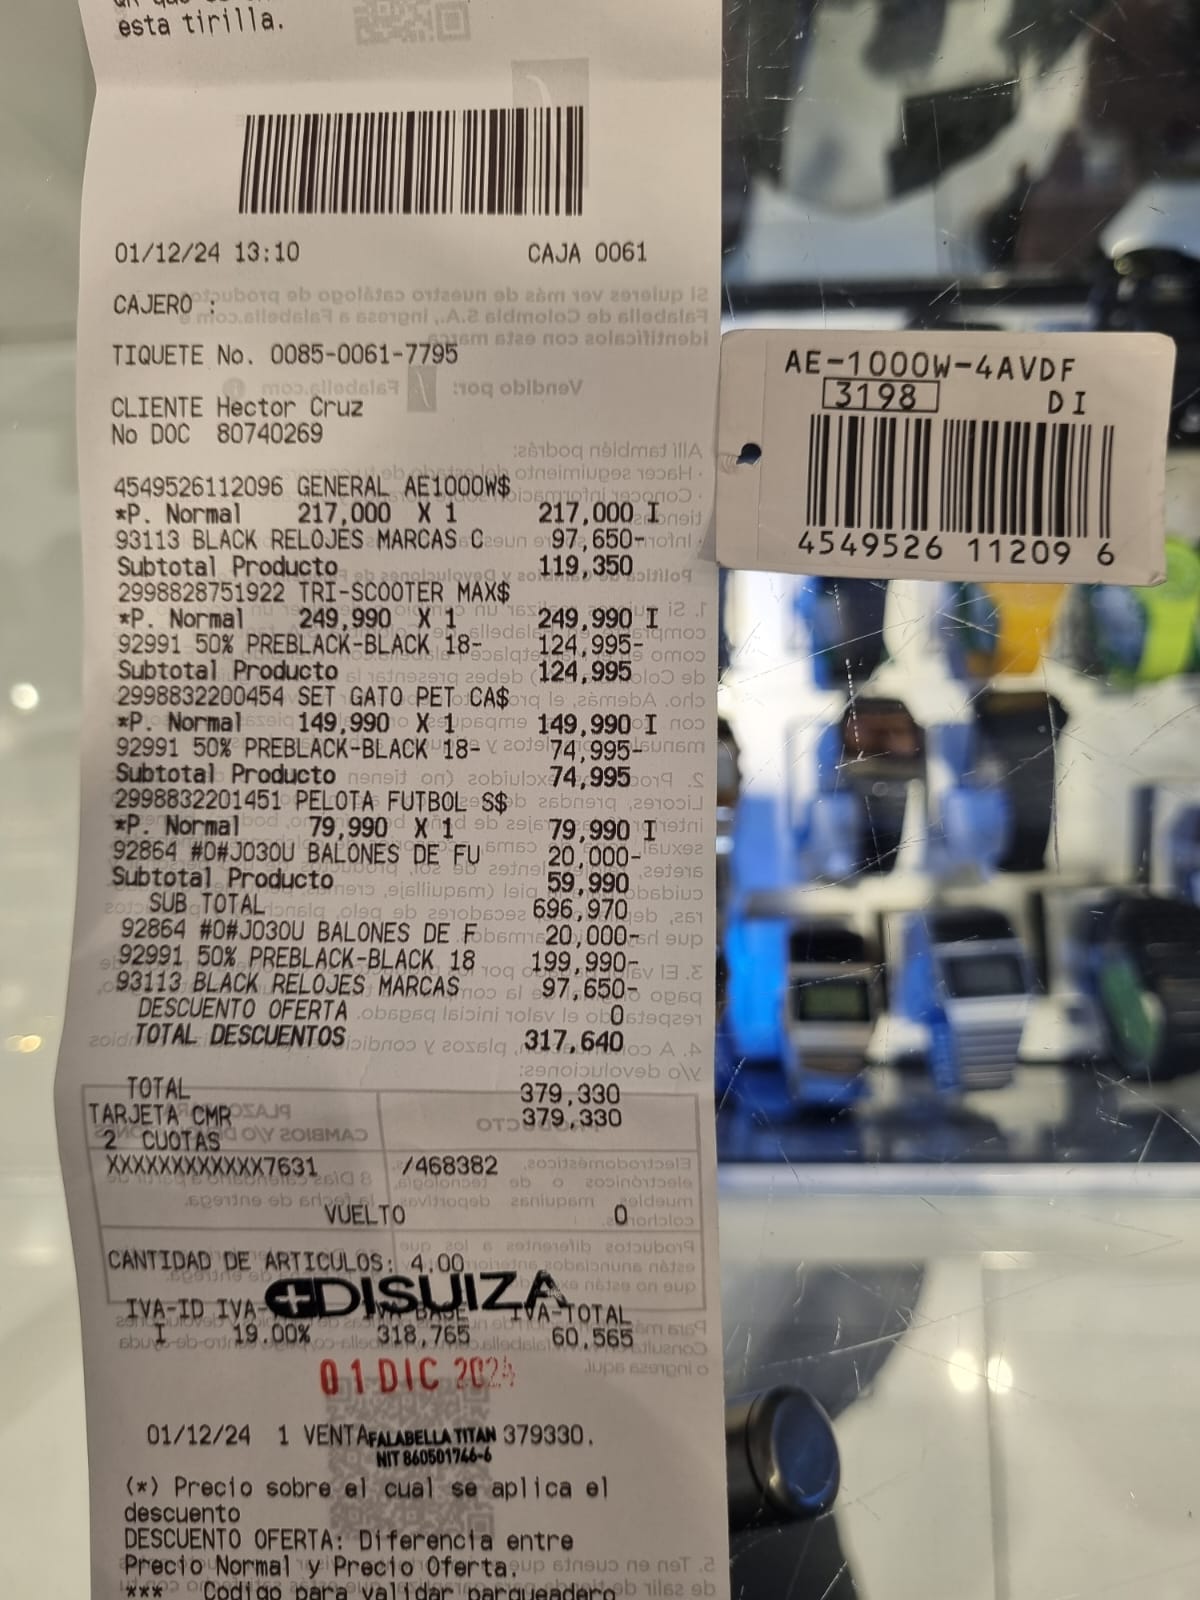 esta tirilla.
01/12/24 13:10 CAJA 0061
CAJERO :
TIQUETE No. 0085-0061-7795
CLIENTE Hector Cruz
No DOC 80740269
4549526112096 GENERAL AE1000W$
*P. Normal 217,000 X 1 217,000 I
93113 BLACK RELOJES MARCAS C 97,650-
Subtotal Producto 119,350
2998828751922 TRI-SCOOTER MAX$
*P. Normal 249,990 X 1 249,990 I
92991 50% PREBLACK-BLACK 18- 124,995-
Subtotal Producto 124,995
2998832200454 SET GATO PET CA$
*P. Normal 149,990 X 1 149,990 I
92991 50% PREBLACK-BLACK 18- 74,995-
Subtotal Producto 74,995
2998832201451 PELOTA FUTBOL S$
*P. Normal 79,990 X 1 79,990 I
92864 #0#J030U BALONES DE FU 20,000-
Subtotal Producto 59,990
SUB TOTAL 696,970
92864 #0#J030U BALONES DE F 20,000-
92991 50% PREBLACK-BLACK 18 199,990-
93113 BLACK RELOJES MARCAS 97,650-
DESCUENTO OFERTA 0
TOTAL DESCUENTOS 317,640
TOTAL 379,330
TARJETA CMR 379,330
2 CUOTAS
XXXXXXXXXXXX7631 /468382
VUELTO 0
CANTIDAD DE ARTICULOS: 4.00
DISUIZA
IVA-ID IVA- IVA-BASE IVA-TOTAL
I 19.00% 318,765 60,565
01 DIC 2024
01/12/24 1 VENTA 379330.
FALABELLA TITAN
NIT 860501746-6
(*) Precio sobre el cual se aplica el
descuento
DESCUENTO OFERTA: Diferencia entre
Precio Normal y Precio Oferta.
*** Codigo para validar parqueadero
AE-1000W-4AVDF
3198 DI
4549526 11209 6